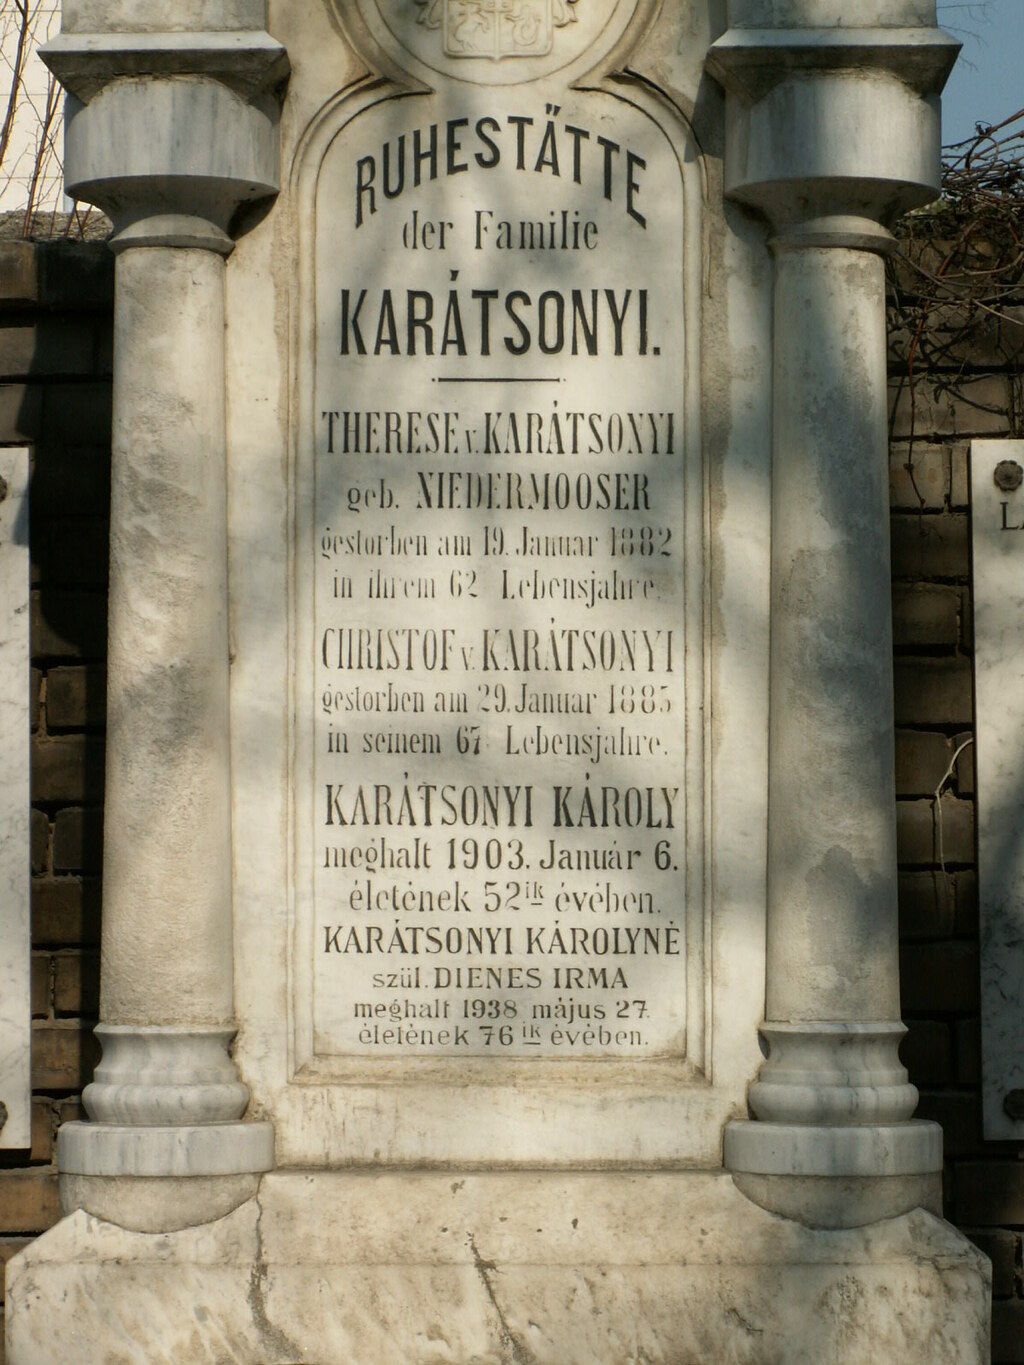 RUHESTÄTTE
der Familie
KARÁTSONYI.
THERESE v. KARÁTSONYI
geb. NIEDERMOOSER
gestorben am 19. Januar 1882
in ihrem 62 Lebensjahre.
CHRISTOF v. KARÁTSONYI
gestorben am 29. Januar 1885
in seinem 67 Lebensjahre.
KARÁTSONYI KÁROLY
meghalt 1903. Január 6.
életének 52ik évében.
KARÁTSONYI KÁROLYNÉ
szül. DIENES IRMA
meghalt 1938 május 27.
életének 76ik évében.